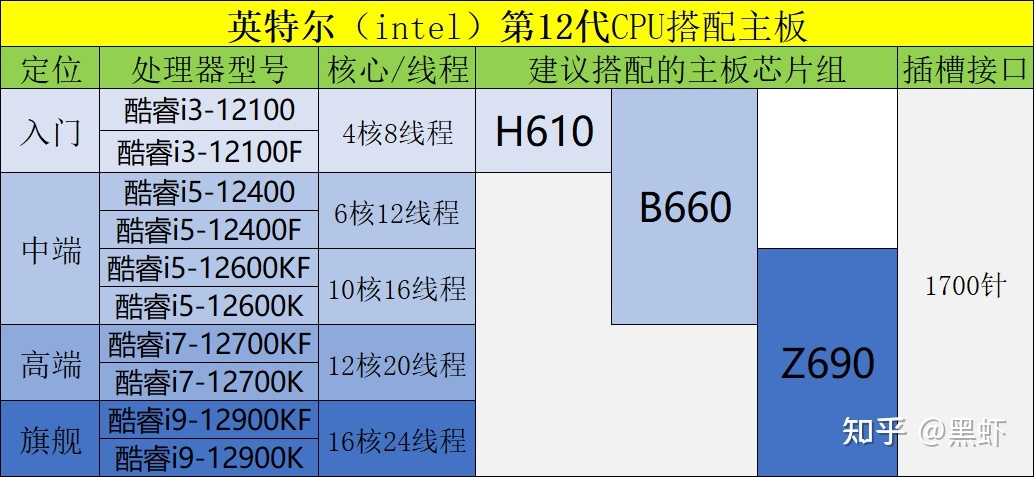 英特尔（intel）第12代CPU搭配主板
定位 处理器型号 核心/线程 建议搭配的主板芯片组 插槽接口
入门 酷睿i3-12100 4核8线程 H610 B660 1700针
酷睿i3-12100F
中端 酷睿i5-12400 6核12线程
酷睿i5-12400F
酷睿i5-12600KF 10核16线程 Z690
酷睿i5-12600K
高端 酷睿i7-12700KF 12核20线程
酷睿i7-12700K
旗舰 酷睿i9-12900KF 16核24线程
酷睿i9-12900K
知乎 @黑虾